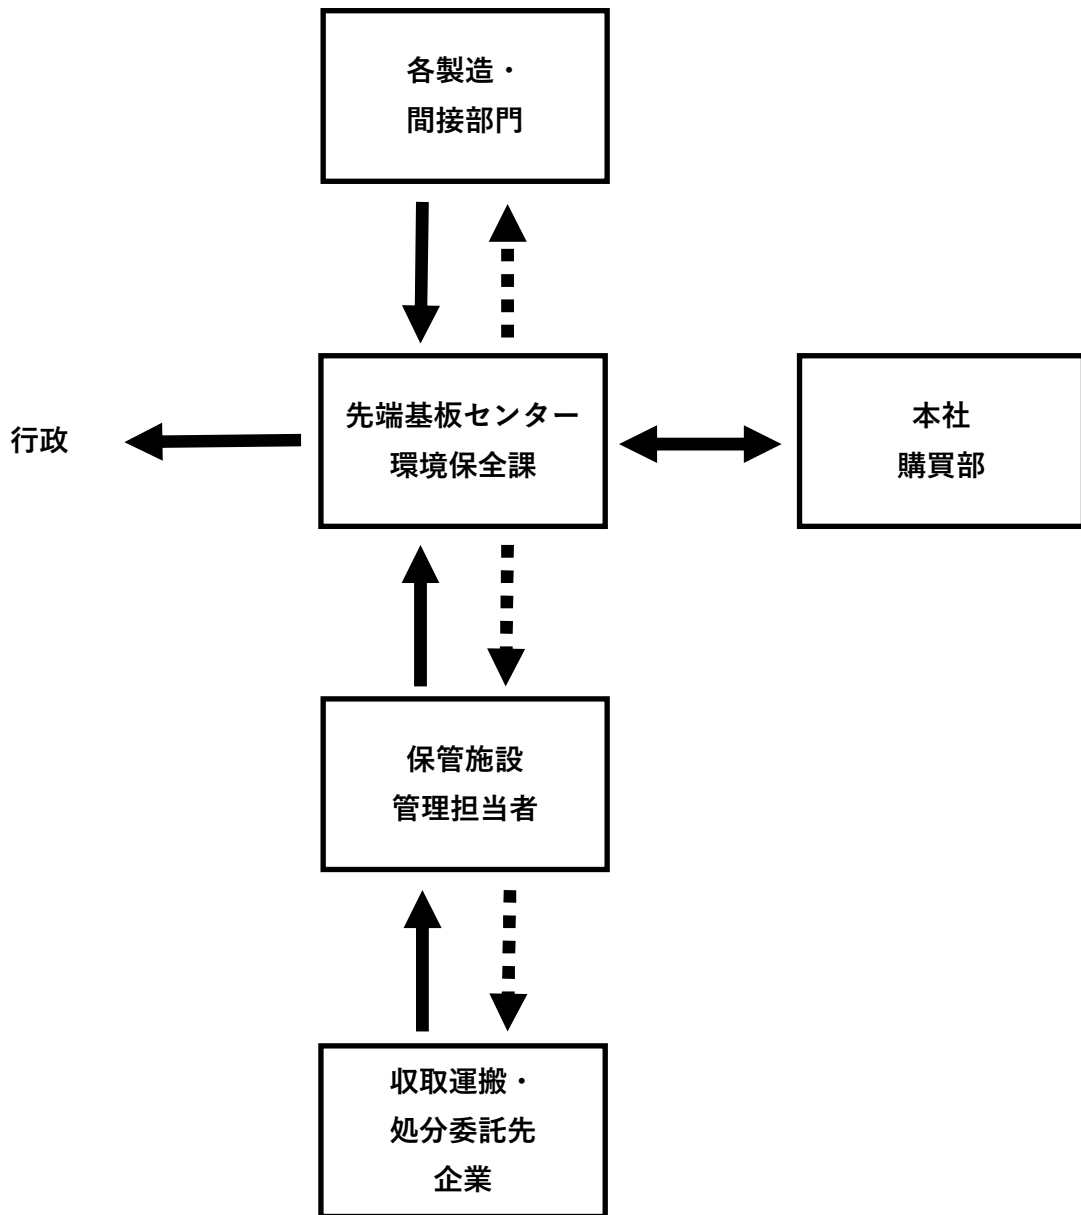 各製造・
間接部門
行政
先端基板センター
環境保全課
本社
購買部
保管施設
管理担当者
収取運搬・
処分委託先
企業